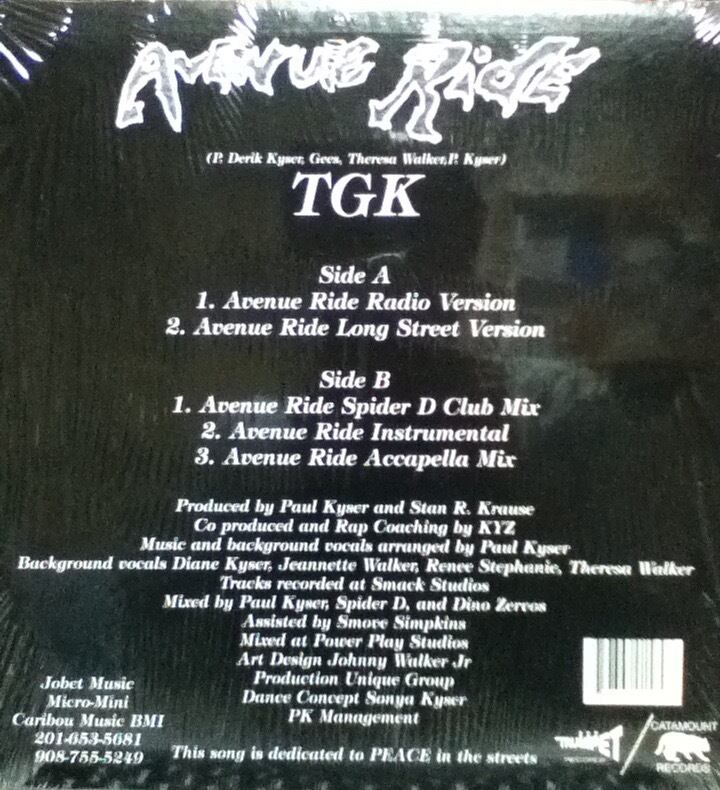 AVENUE RIDE
(P. Derik Kyser, Gees, Theresa Walker, P. Kyser)
TGK
Side A
1. Avenue Ride Radio Version
2. Avenue Ride Long Street Version
Side B
1. Avenue Ride Spider D Club Mix
2. Avenue Ride Instrumental
3. Avenue Ride Accapella Mix
Produced by Paul Kyser and Stan R. Krause
Co produced and Rap Coaching by KYZ
Music and background vocals arranged by Paul Kyser
Background vocals Diane Kyser, Jeannette Walker, Renee Stephanie, Theresa Walker
Tracks recorded at Smack Studios
Mixed by Paul Kyser, Spider D, and Dino Zervos
Assisted by Smove Simpkins
Mixed at Power Play Studios
Art Design Johnny Walker Jr
Production Unique Group
Dance Concept Sonya Kyser
PK Management
Jobet Music
Micro-Mini
Caribou Music BMI
201-653-5681
908-755-5249
This song is dedicated to PEACE in the streets
TRUMPET
RECORDS
CATAMOUNT
RECORDS